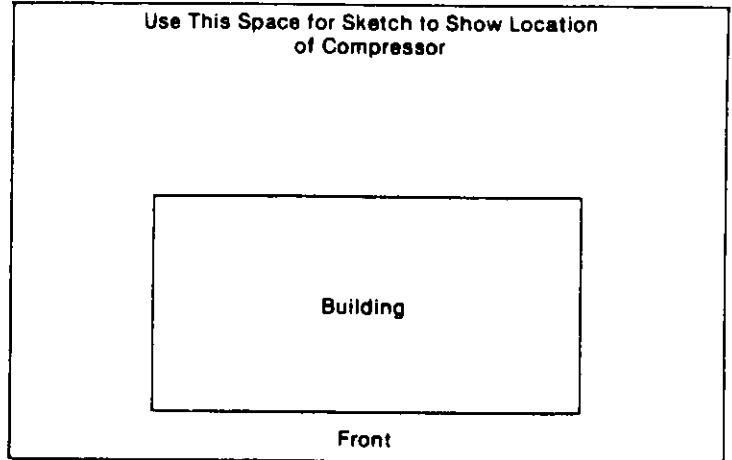 Use This Space for Sketch to Show Location
of Compressor
Building
Front